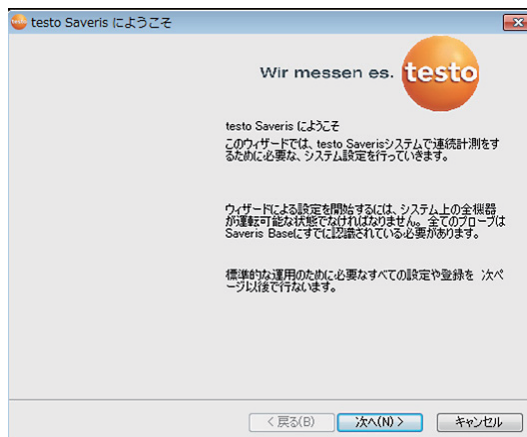 testo Saveris にようこそ
Wir messen es. testo
testo Saveris にようこそ
このウィザードでは、testo Saverisシステムで連続計測をす
るために必要な、システム設定を行っていきます。
ウィザードによる設定を開始するには、システム上の全機器
が運転可能な状態でなければなりません。全てのプローブは
Saveris Baseにすでに認識されている必要があります。
標準的な運用のために必要なすべての設定や登録を 次ペ
ージ以後で行ないます。
< 戻る(B) 次へ(N) > キャンセル